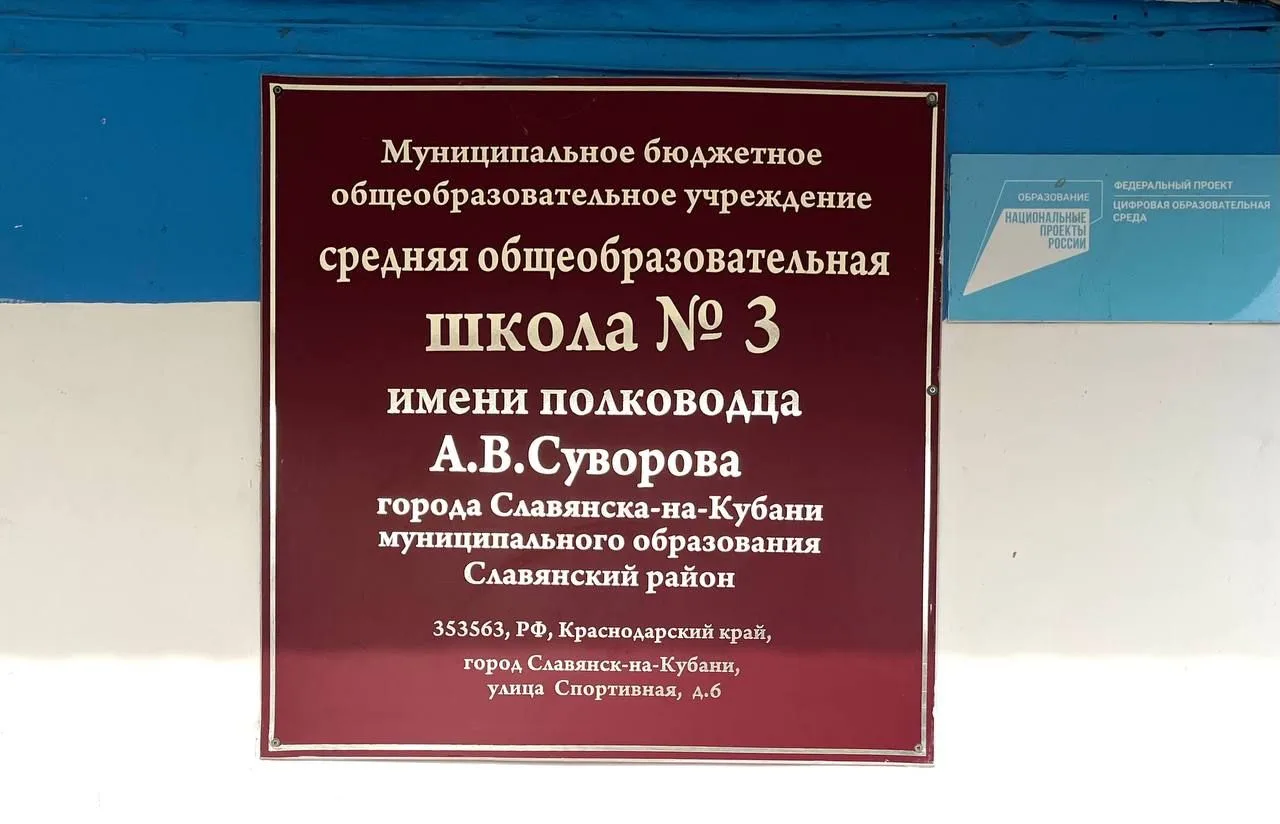 Муниципальное бюджетное
общеобразовательное учреждение
средняя общеобразовательная
школа № 3
имени полководца
А.В.Суворова
города Славянска-на-Кубани
муниципального образования
Славянский район
353563, РФ, Краснодарский край,
город Славянск-на-Кубани,
улица Спортивная, д.6
ОБРАЗОВАНИЕ
НАЦИОНАЛЬНЫЕ
ПРОЕКТЫ
РОССИИ
ФЕДЕРАЛЬНЫЙ ПРОЕКТ
ЦИФРОВАЯ ОБРАЗОВАТЕЛЬНАЯ
СРЕДА